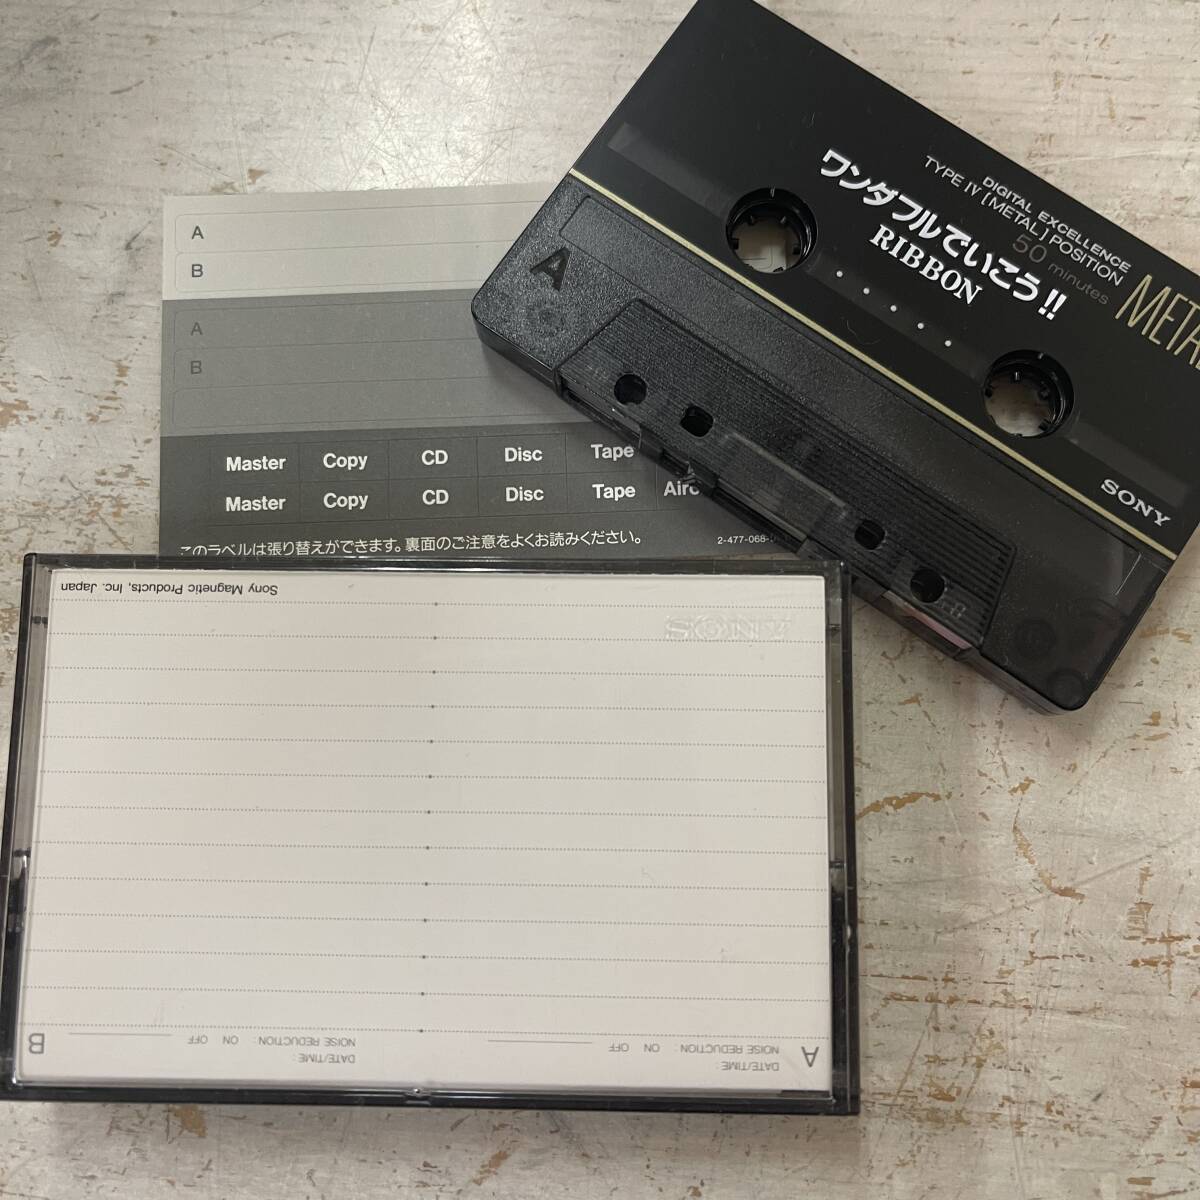 DIGITAL EXCELLENCE
TYPE IV [METAL] POSITION
50 minutes
ワンダフルでいこう!!
RIBBON
SONY
A
A
B
A
B
Master Copy CD Disc Tape
Master Copy CD Disc Tape
このラベルは張り替えができます。裏面のご注意をよくお読みください。
Sony Magnetic Products, Inc. Japan
SONY
A
DATE/TIME:
NOISE REDUCTION: ON OFF
B
DATE/TIME:
NOISE REDUCTION: ON OFF